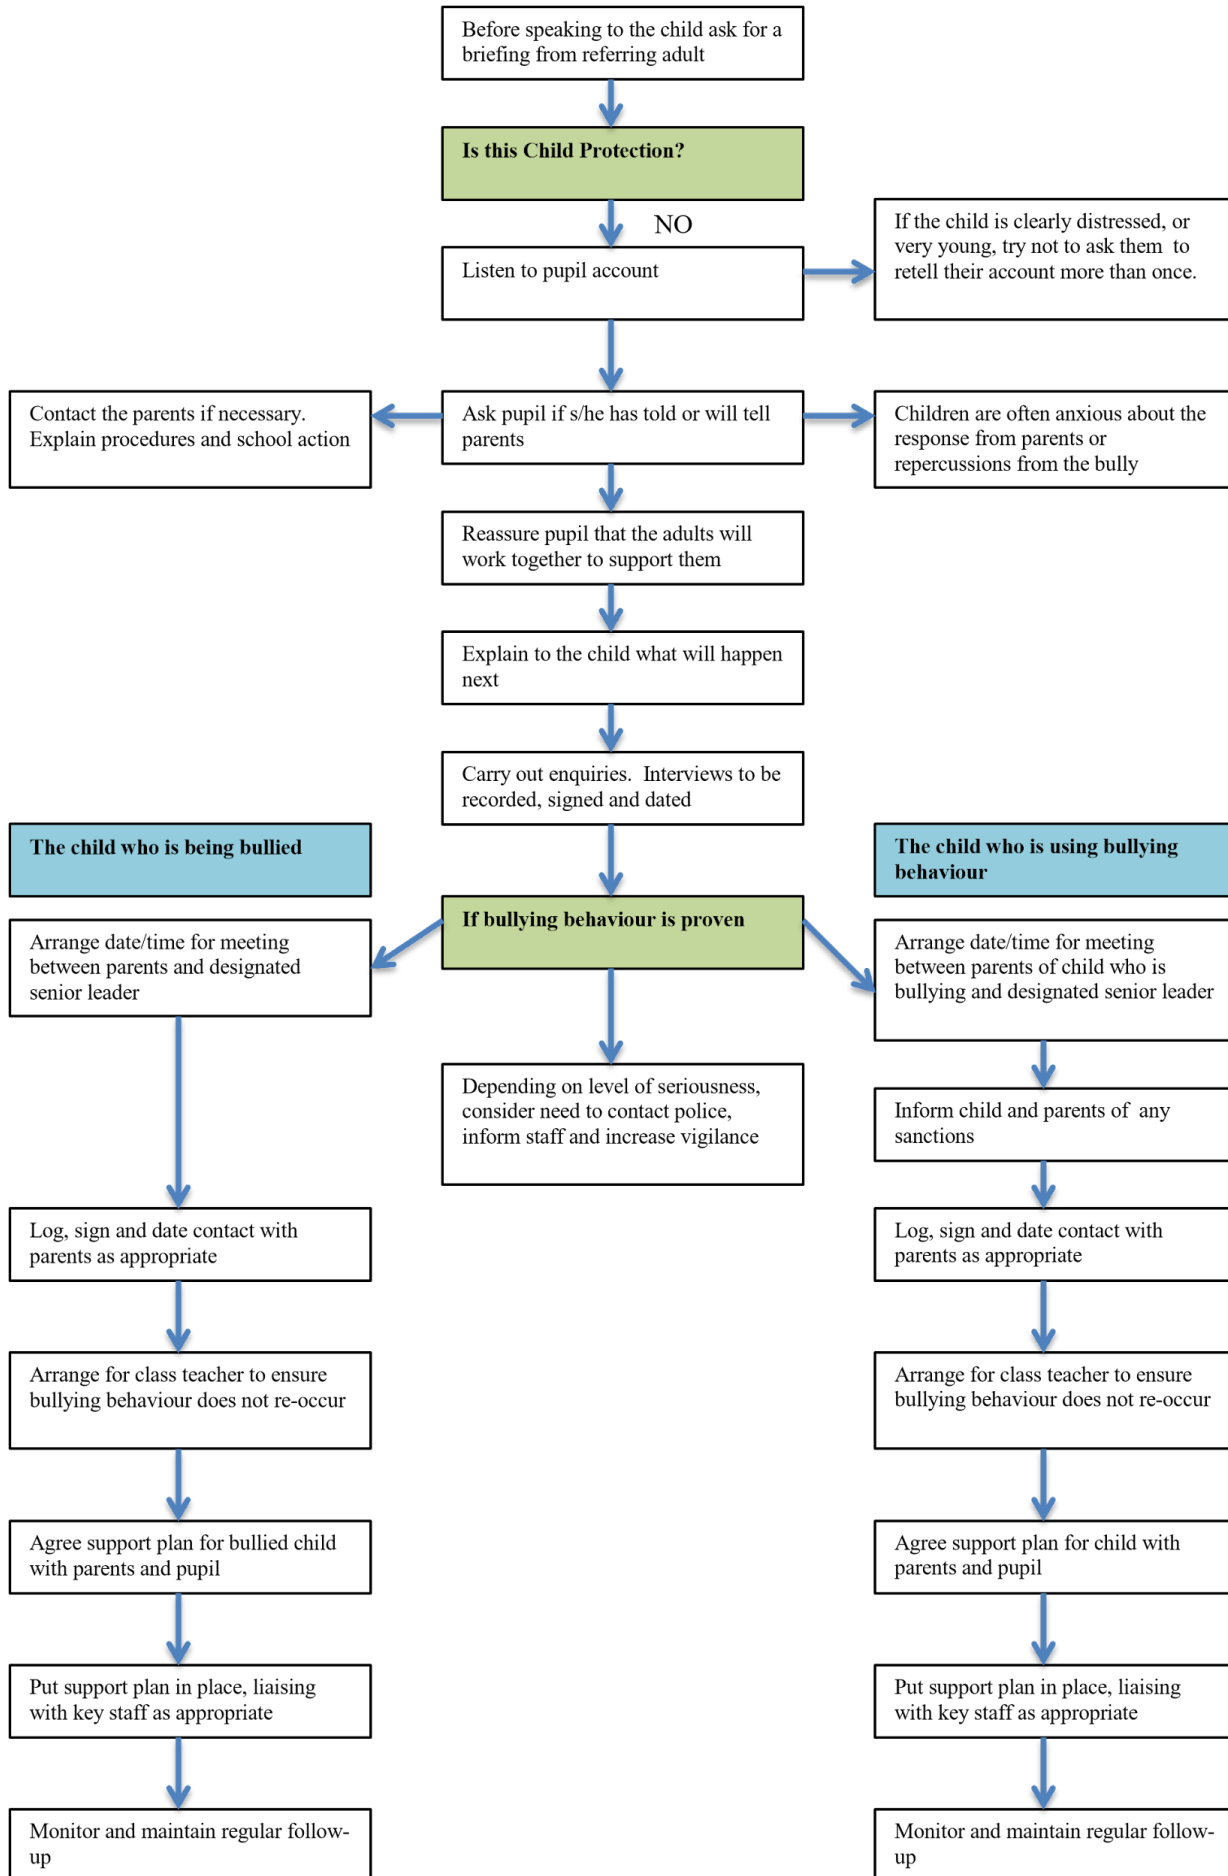 Before speaking to the child ask for a
briefing from referring adult
Is this Child Protection?
NO
Listen to pupil account
If the child is clearly distressed, or
very young, try not to ask them  to
retell their account more than once.
Contact the parents if necessary.
Explain procedures and school action
Ask pupil if s/he has told or will tell
parents
Children are often anxious about the
response from parents or
repercussions from the bully
Reassure pupil that the adults will
work together to support them
Explain to the child what will happen
next
Carry out enquiries.  Interviews to be
recorded, signed and dated
The child who is being bullied
The child who is using bullying
behaviour
If bullying behaviour is proven
Arrange date/time for meeting
between parents and designated
senior leader
Arrange date/time for meeting
between parents of child who is
bullying and designated senior leader
Depending on level of seriousness,
consider need to contact police,
inform staff and increase vigilance
Inform child and parents of  any
sanctions
Log, sign and date contact with
parents as appropriate
Log, sign and date contact with
parents as appropriate
Arrange for class teacher to ensure
bullying behaviour does not re-occur
Arrange for class teacher to ensure
bullying behaviour does not re-occur
Agree support plan for bullied child
with parents and pupil
Agree support plan for child with
parents and pupil
Put support plan in place, liaising
with key staff as appropriate
Put support plan in place, liaising
with key staff as appropriate
Monitor and maintain regular follow-
up
Monitor and maintain regular follow-
up